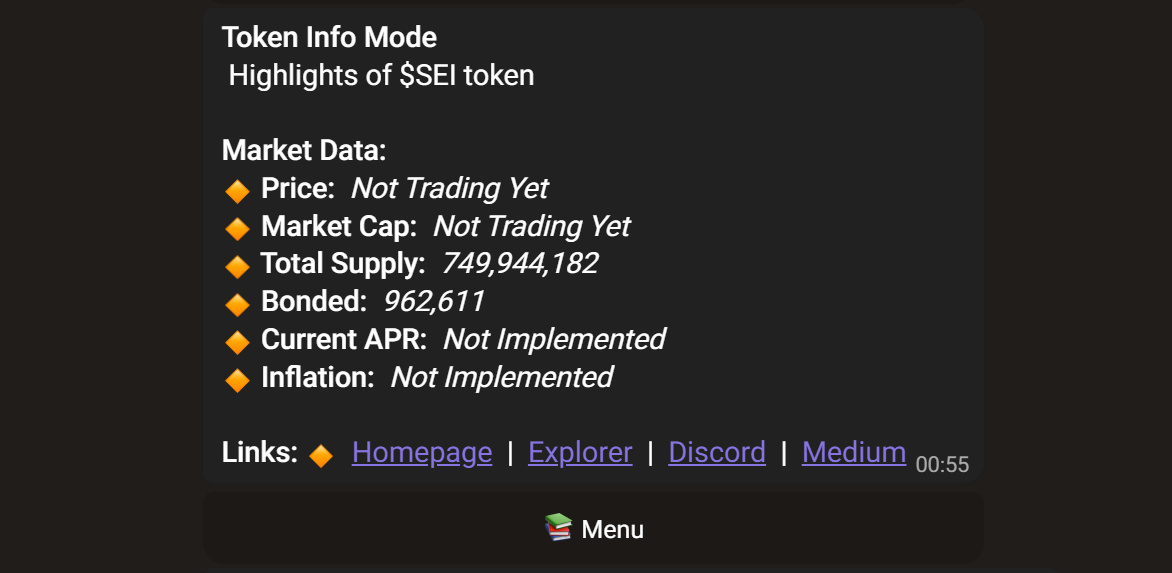 Token Info Mode
Highlights of $SEI token
Market Data:
🔸 Price: Not Trading Yet
🔸 Market Cap: Not Trading Yet
🔸 Total Supply: 749,944,182
🔸 Bonded: 962,611
🔸 Current APR: Not Implemented
🔸 Inflation: Not Implemented
Links: 🔸 Homepage | Explorer | Discord | Medium 00:55
📚 Menu